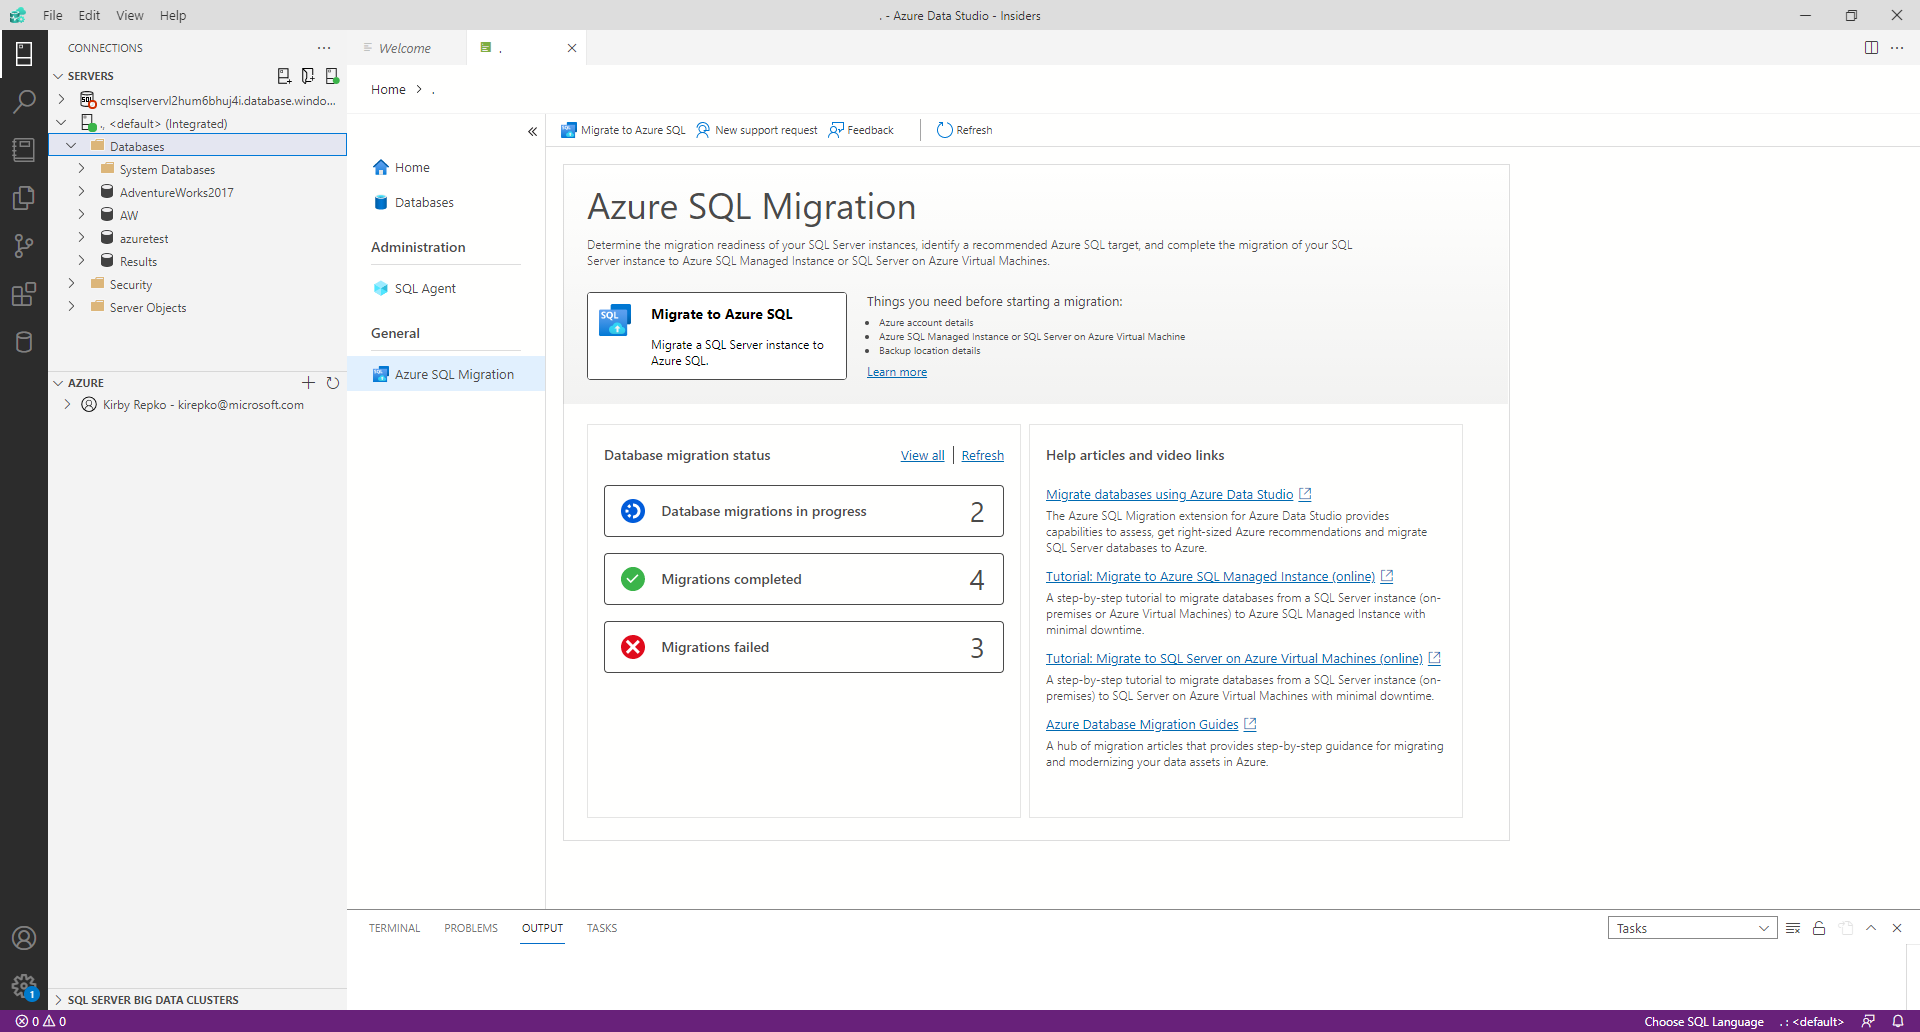 File Edit View Help
. - Azure Data Studio - Insiders
CONNECTIONS
SERVERS
cmsqlservervl2hum6bhuj4i.database.windo...
., <default> (Integrated)
Databases
System Databases
AdventureWorks2017
AW
azuretest
Results
Security
Server Objects
AZURE
Kirby Repko - kirepko@microsoft.com
SQL SERVER BIG DATA CLUSTERS
1
Welcome
.
Home > .
Home
Databases
Administration
SQL Agent
General
Azure SQL Migration
Migrate to Azure SQL New support request Feedback Refresh
Azure SQL Migration
Determine the migration readiness of your SQL Server instances, identify a recommended Azure SQL target, and complete the migration of your SQL
Server instance to Azure SQL Managed Instance or SQL Server on Azure Virtual Machines.
SQL
Migrate to Azure SQL
Migrate a SQL Server instance to
Azure SQL.
Things you need before starting a migration:
• Azure account details
• Azure SQL Managed Instance or SQL Server on Azure Virtual Machine
• Backup location details
Learn more
Database migration status
View all | Refresh
Database migrations in progress 2
Migrations completed 4
Migrations failed 3
Help articles and video links
Migrate databases using Azure Data Studio
The Azure SQL Migration extension for Azure Data Studio provides
capabilities to assess, get right-sized Azure recommendations and migrate
SQL Server databases to Azure.
Tutorial: Migrate to Azure SQL Managed Instance (online)
A step-by-step tutorial to migrate databases from a SQL Server instance (on-
premises or Azure Virtual Machines) to Azure SQL Managed Instance with
minimal downtime.
Tutorial: Migrate to SQL Server on Azure Virtual Machines (online)
A step-by-step tutorial to migrate databases from a SQL Server instance (on-
premises) to SQL Server on Azure Virtual Machines with minimal downtime.
Azure Database Migration Guides
A hub of migration articles that provides step-by-step guidance for migrating
and modernizing your data assets in Azure.
TERMINAL PROBLEMS OUTPUT TASKS
Tasks
0 0
Choose SQL Language . : <default>